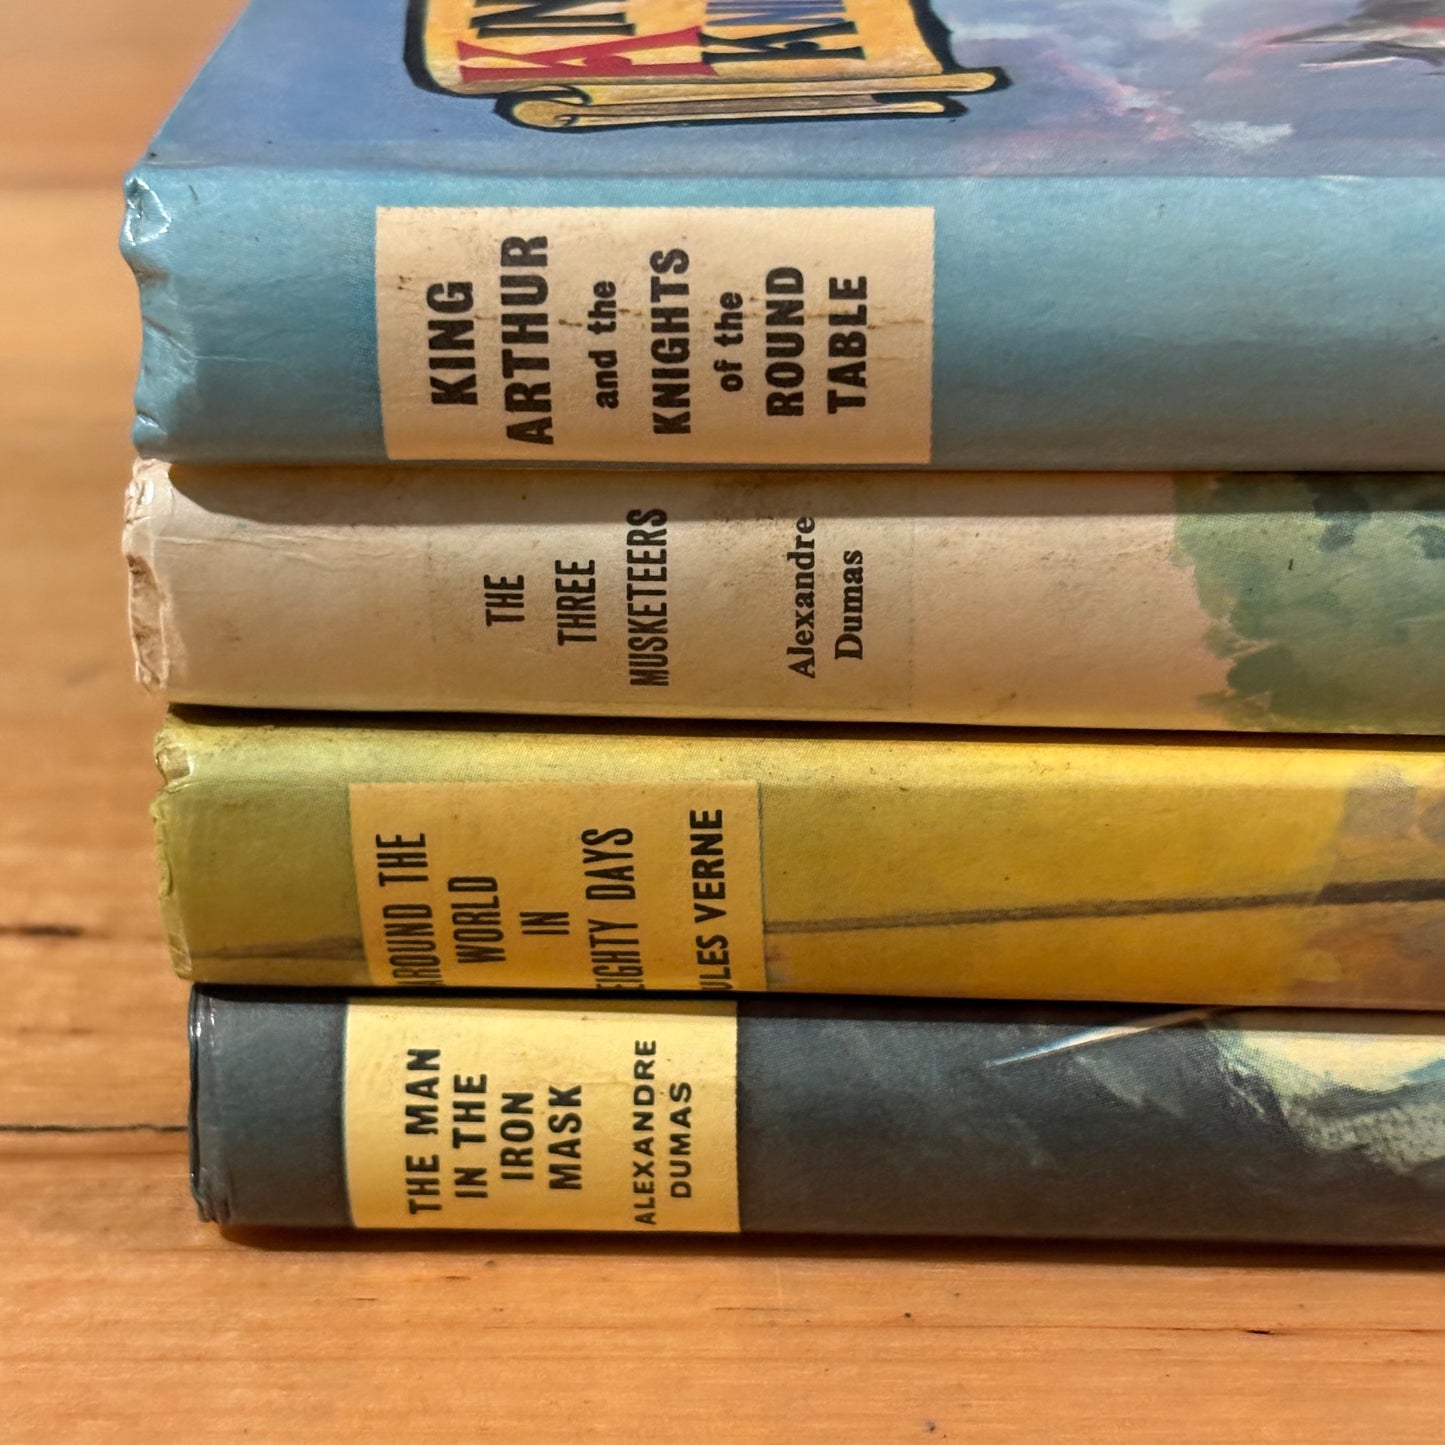 KING
ARTHUR
and the
KNIGHTS
of the
ROUND
TABLE
THE
THREE
MUSKETEERS
Alexandre
Dumas
AROUND THE
WORLD
IN
EIGHTY DAYS
ULES VERNE
THE MAN
IN THE
IRON
MASK
ALEXANDRE
DUMAS